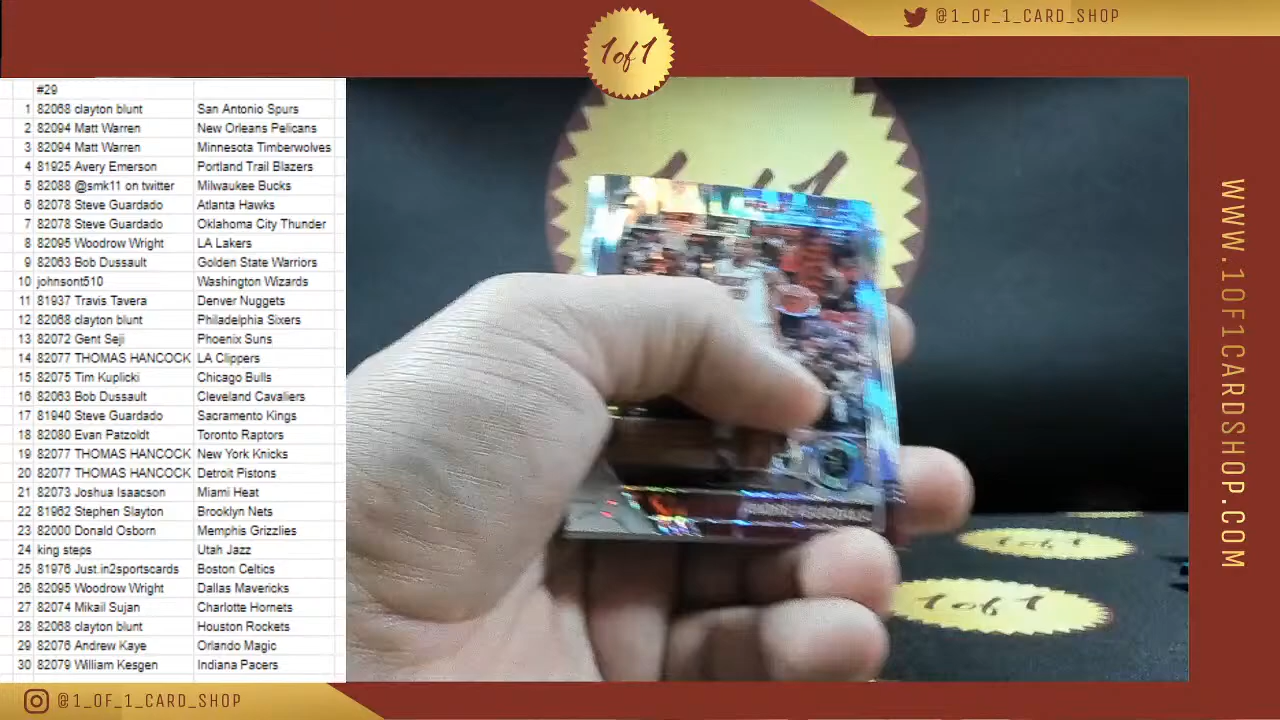 @1_OF_1_CARD_SHOP
1of1
#29
1 82068 clayton blunt San Antonio Spurs
2 82094 Matt Warren New Orleans Pelicans
3 82094 Matt Warren Minnesota Timberwolves
4 81925 Avery Emerson Portland Trail Blazers
5 82088 @smk11 on twitter Milwaukee Bucks
6 82078 Steve Guardado Atlanta Hawks
7 82078 Steve Guardado Oklahoma City Thunder
8 82095 Woodrow Wright LA Lakers
9 82063 Bob Dussault Golden State Warriors
10 johnsont510 Washington Wizards
11 81937 Travis Tavera Denver Nuggets
12 82068 clayton blunt Philadelphia Sixers
13 82072 Gent Seji Phoenix Suns
14 82077 THOMAS HANCOCK LA Clippers
15 82075 Tim Kuplicki Chicago Bulls
16 82063 Bob Dussault Cleveland Cavaliers
17 81940 Steve Guardado Sacramento Kings
18 82080 Evan Patzoldt Toronto Raptors
19 82077 THOMAS HANCOCK New York Knicks
20 82077 THOMAS HANCOCK Detroit Pistons
21 82073 Joshua Isaacson Miami Heat
22 81962 Stephen Slayton Brooklyn Nets
23 82000 Donald Osborn Memphis Grizzlies
24 king steps Utah Jazz
25 81976 Just.in2sportscards Boston Celtics
26 82095 Woodrow Wright Dallas Mavericks
27 82074 Mikail Sujan Charlotte Hornets
28 82068 clayton blunt Houston Rockets
29 82076 Andrew Kaye Orlando Magic
30 82079 William Kesgen Indiana Pacers
1 of 1
1 of 1
WWW.1OF1CARDSHOP.COM
@1_OF_1_CARD_SHOP